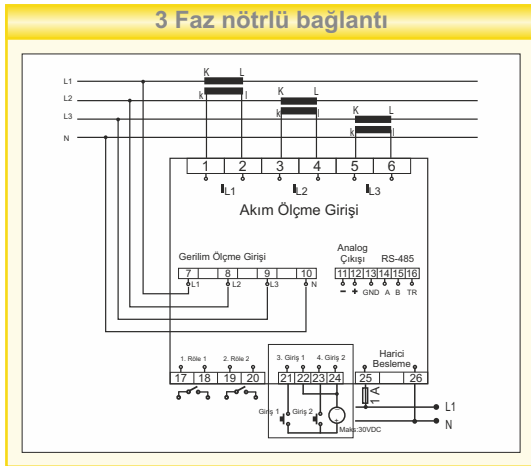 3 Faz nötrlü bağlantı
K L
L1
k l
K L
L2
k l
K L
L3
k l
N
1 2 3 4 5 6
IL1 IL2 IL3
Akım Ölçme Girişi
Gerilim Ölçme Girişi
7 8 9 10
L1 L2 L3 N
Analog Çıkışı
RS-485
11 12 13 14 15 16
− + GND A B TR
1. Röle 1 2. Röle 2
17 18 19 20
3. Giriş 1 4. Giriş 2
21 22 23 24
Giriş 1 Giriş 2
Maks:30VDC
Harici Besleme
25 26
1 A
L1
N